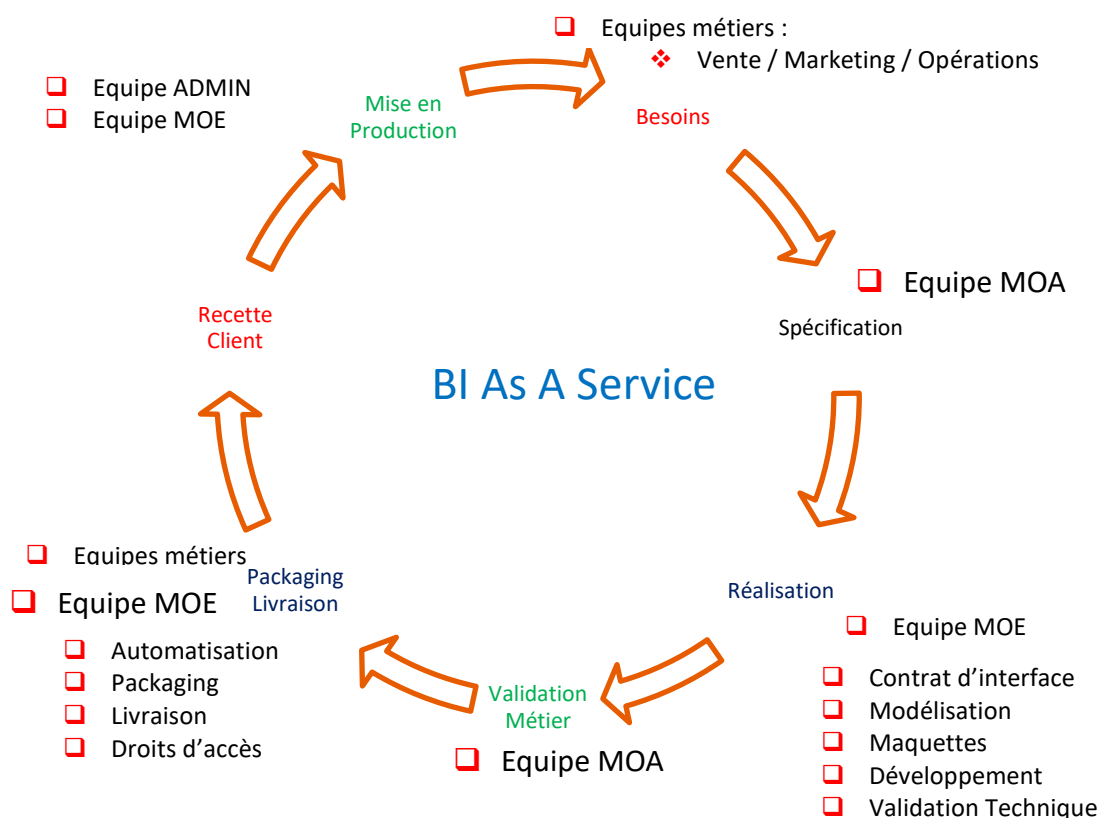 Equipes métiers :
Vente / Marketing / Opérations
Besoins
Equipe ADMIN
Equipe MOE
Mise en
Production
Equipe MOA
Spécification
Recette
Client
BI As A Service
Réalisation
Equipe MOE
Contrat d’interface
Modélisation
Maquettes
Développement
Validation Technique
Validation
Métier
Equipe MOA
Equipes métiers
Packaging
Livraison
Equipe MOE
Automatisation
Packaging
Livraison
Droits d’accès